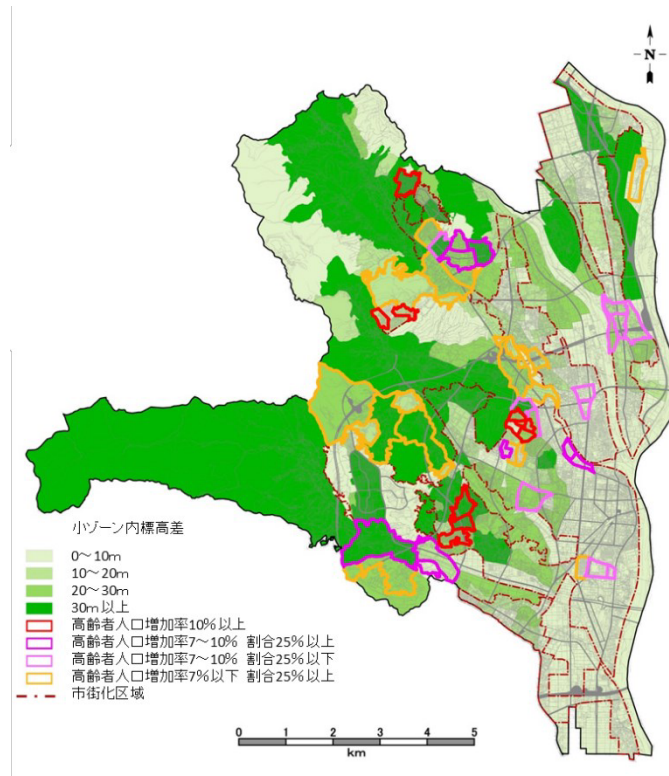 N
小ゾーン内標高差
0～10m
10～20m
20～30m
30m以上
高齢者人口増加率10%以上
高齢者人口増加率7～10% 割合25%以上
高齢者人口増加率7～10% 割合25%以下
高齢者人口増加率7%以下 割合25%以上
市街化区域
0 1 2 3 4 5
km